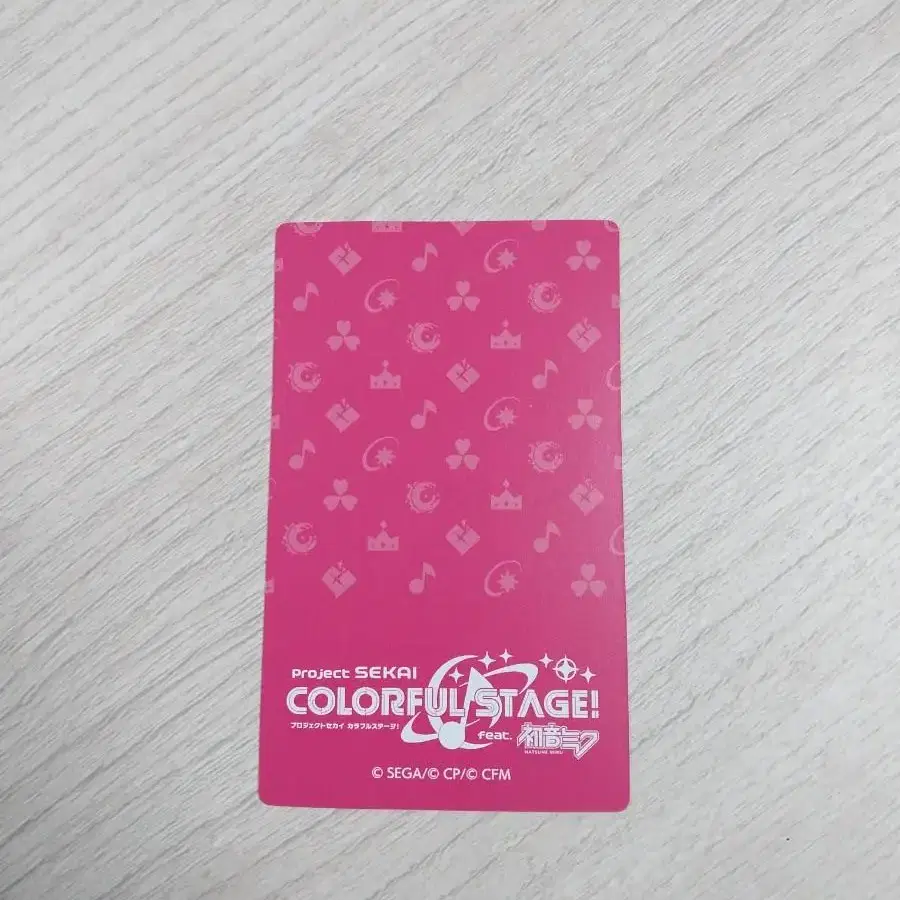 Project SEKAI
COLORFUL STAGE!
プロジェクトセカイ カラフルステージ!
feat. 初音ミク
HATSUNE MIKU
© SEGA/© CP/© CFM